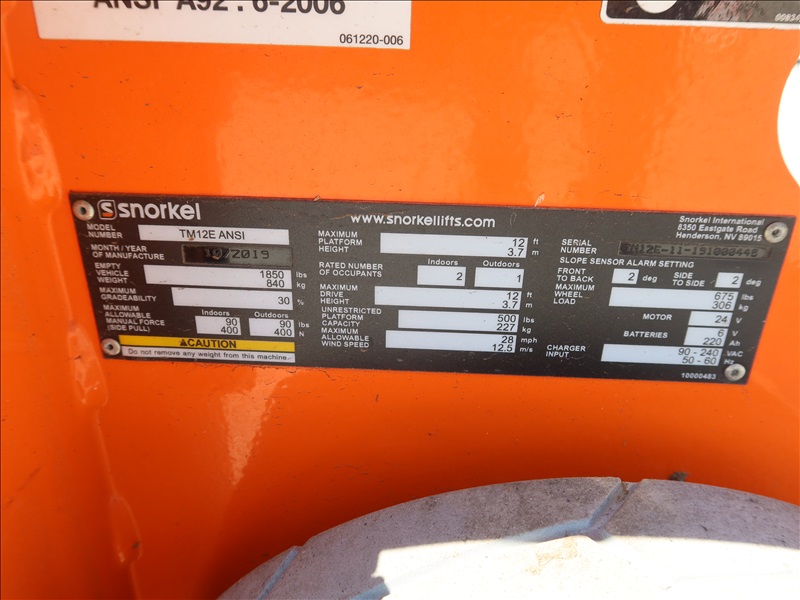 ANSI A92 . 6-2006
061220-006
snorkel
www.snorkellifts.com
Snorkel International
8350 Eastgate Road
Henderson, NV 89015
MODEL
NUMBER
TM12E ANSI
MONTH / YEAR
OF MANUFACTURE
/2019
EMPTY
VEHICLE
WEIGHT
1850 lbs
840 kg
MAXIMUM
GRADEABILITY
30 %
MAXIMUM
ALLOWABLE
MANUAL FORCE
(SIDE PULL)
Indoors Outdoors
90 90 lbs
400 400 N
CAUTION
Do not remove any weight from this machine.
MAXIMUM
PLATFORM
HEIGHT
12 ft
3.7 m
RATED NUMBER
OF OCCUPANTS
Indoors Outdoors
2 1
MAXIMUM
DRIVE
HEIGHT
12 ft
3.7 m
UNRESTRICTED
PLATFORM
CAPACITY
500 lbs
227 kg
MAXIMUM
ALLOWABLE
WIND SPEED
28 mph
12.5 m/s
SERIAL
NUMBER
TM12E-11-191000448
SLOPE SENSOR ALARM SETTING
FRONT
TO BACK
2 deg
SIDE
TO SIDE
2 deg
MAXIMUM
WHEEL
LOAD
675 lbs
306 kg
MOTOR
24 V
BATTERIES
6 V
220 Ah
CHARGER
INPUT
90 - 240 VAC
50 - 60 Hz
10000483